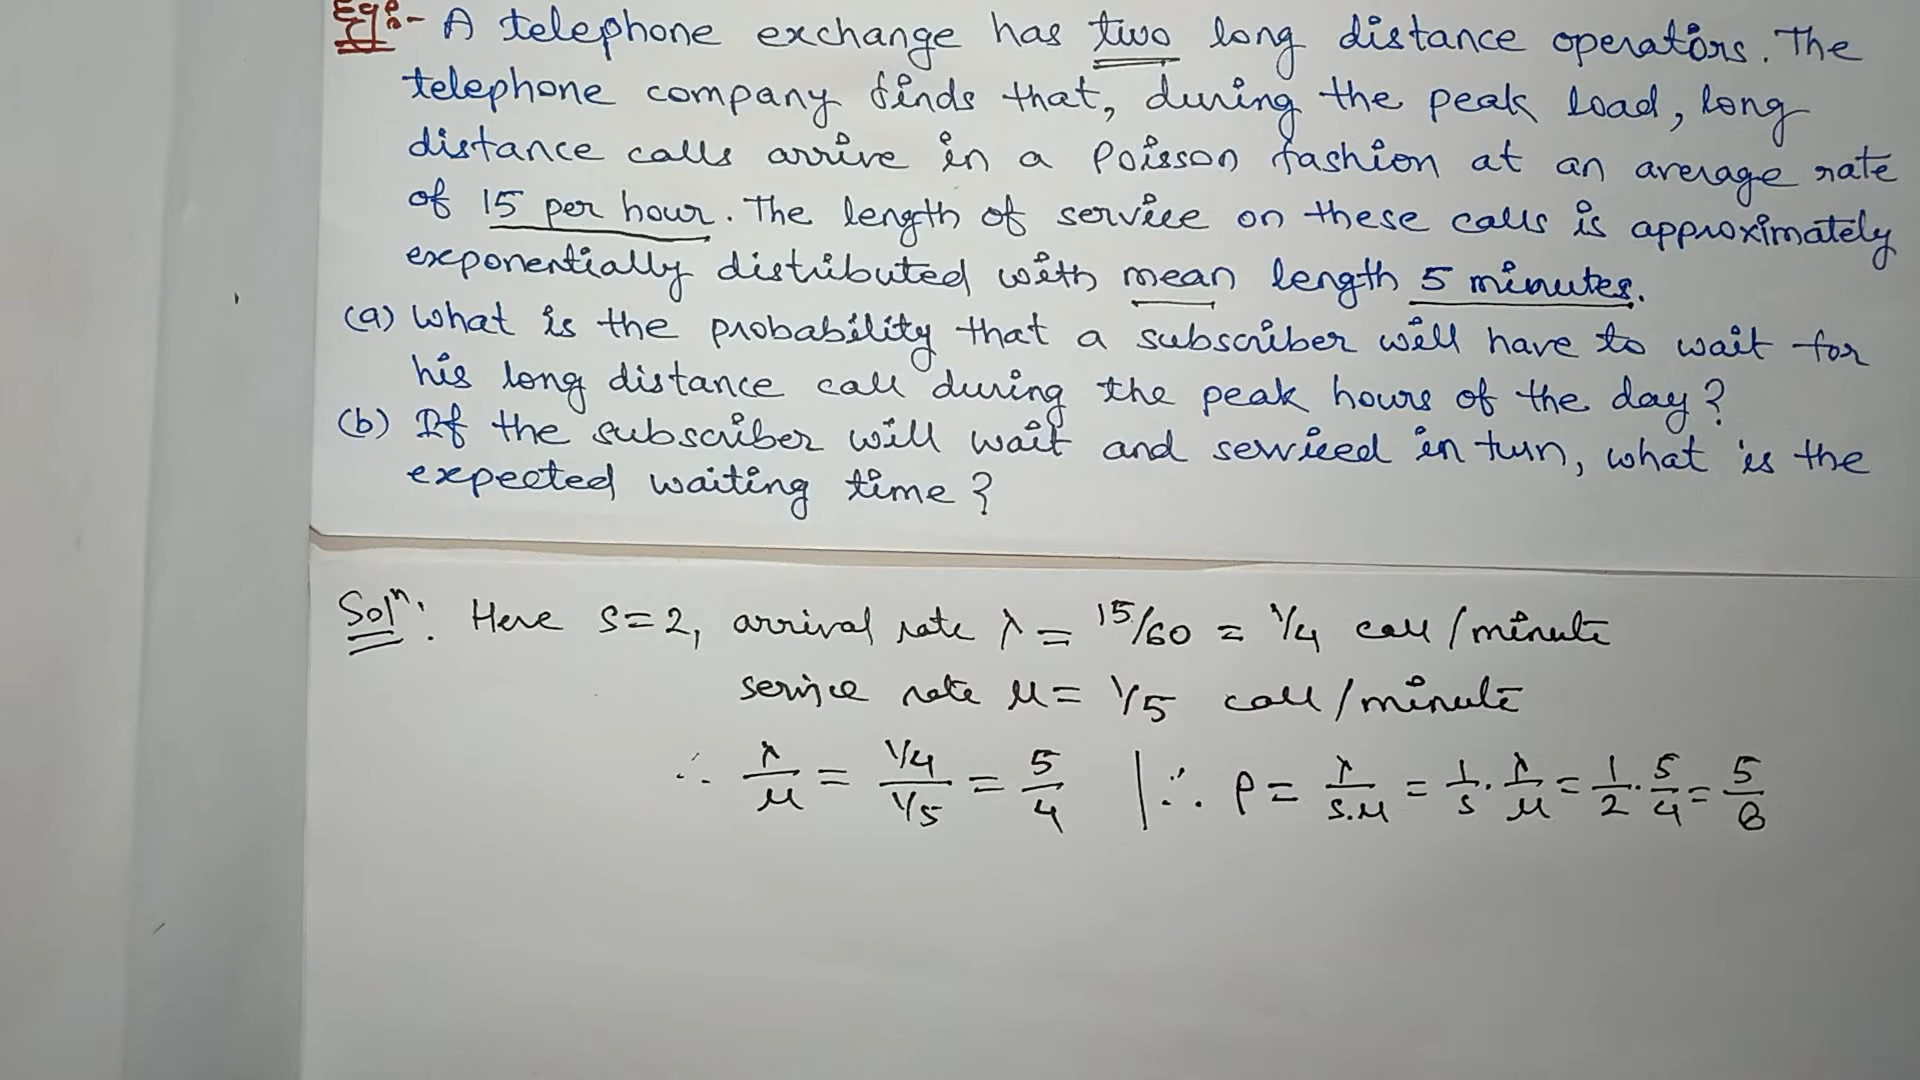 Eg:- A telephone exchange has two long distance operators. The
telephone company finds that, during the peak load, long
distance calls arrive in a Poisson fashion at an average rate
of 15 per hour. The length of service on these calls is approximately
exponentially distributed with mean length 5 minutes.
(a) What is the probability that a subscriber will have to wait for
his long distance call during the peak hours of the day?
(b) If the subscriber will wait and serviced in turn, what is the
expected waiting time?
Solⁿ: Here s=2, arrival rate λ = 15/60 = 1/4 call/minute
service rate μ = 1/5 call/minute
∴ λ/μ = (1/4)/(1/5) = 5/4 | ∴ ρ = λ/s.μ = 1/s · λ/μ = 1/2 · 5/4 = 5/8